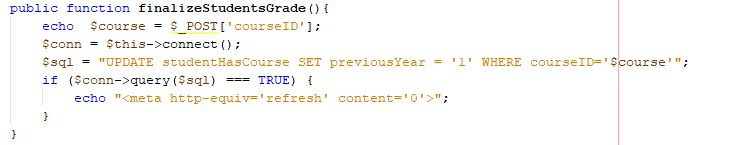 public function finalizeStudentsGrade(){
echo  $course = $_POST['courseID'];
$conn = $this->connect();
$sql = "UPDATE studentHasCourse SET previousYear = '1' WHERE courseID='$course'";
if ($conn->query($sql) === TRUE) {
echo "<meta http-equiv='refresh' content='0'>";
}
}